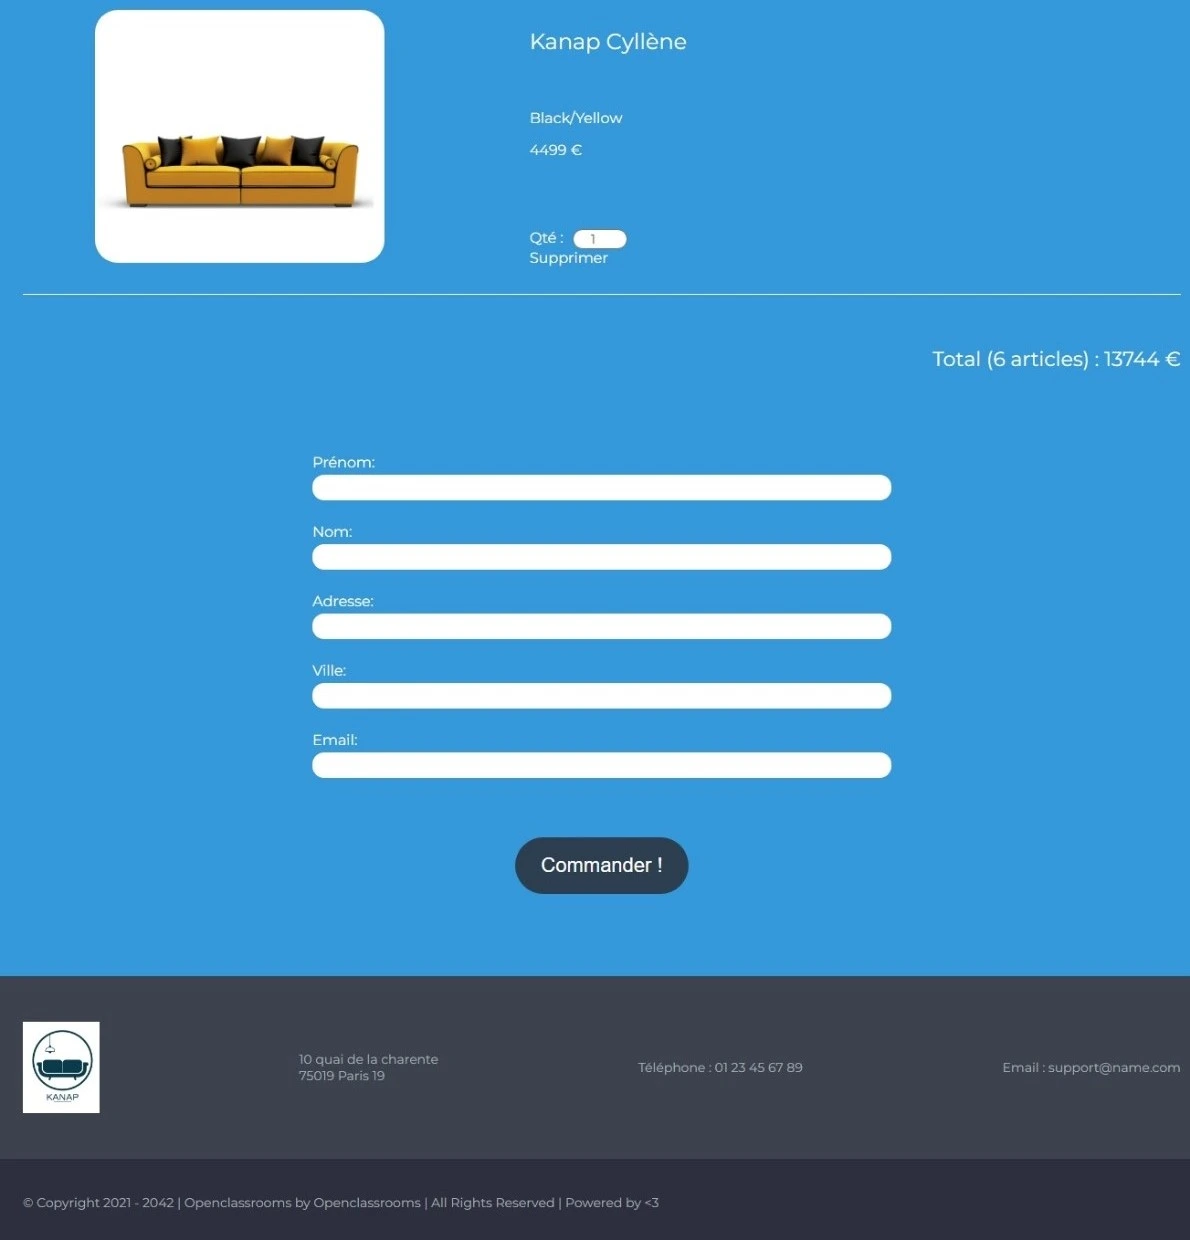 Kanap Cyllène
Black/Yellow
4499 €
Qté : 1
Supprimer
Total (6 articles) : 13744 €
Prénom:
Nom:
Adresse:
Ville:
Email:
Commander !
KANAP
10 quai de la charente
75019 Paris 19
Téléphone : 01 23 45 67 89
Email : support@name.com
© Copyright 2021 - 2042 | Openclassrooms by Openclassrooms | All Rights Reserved | Powered by <3